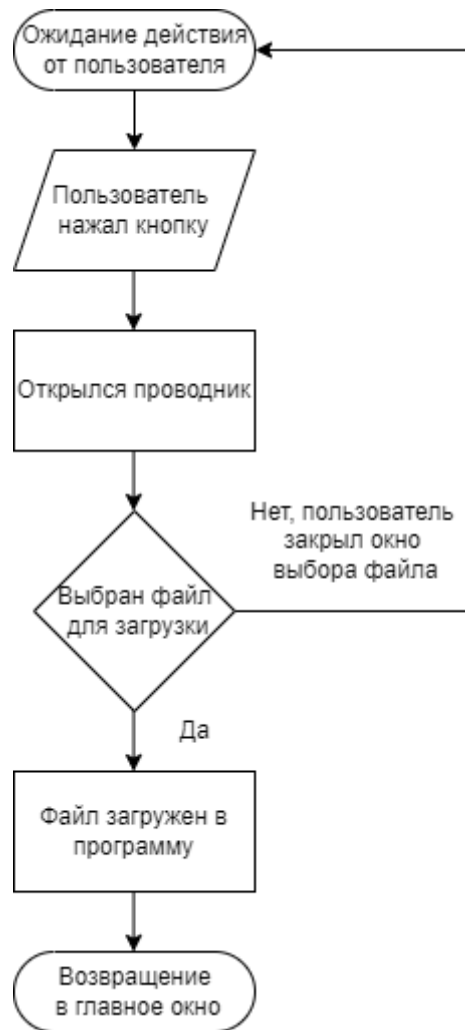 Ожидание действия
от пользователя
Пользователь
нажал кнопку
Открылся проводник
Нет, пользователь
закрыл окно
выбора файла
Выбран файл
для загрузки
Да
Файл загружен в
программу
Возвращение
в главное окно